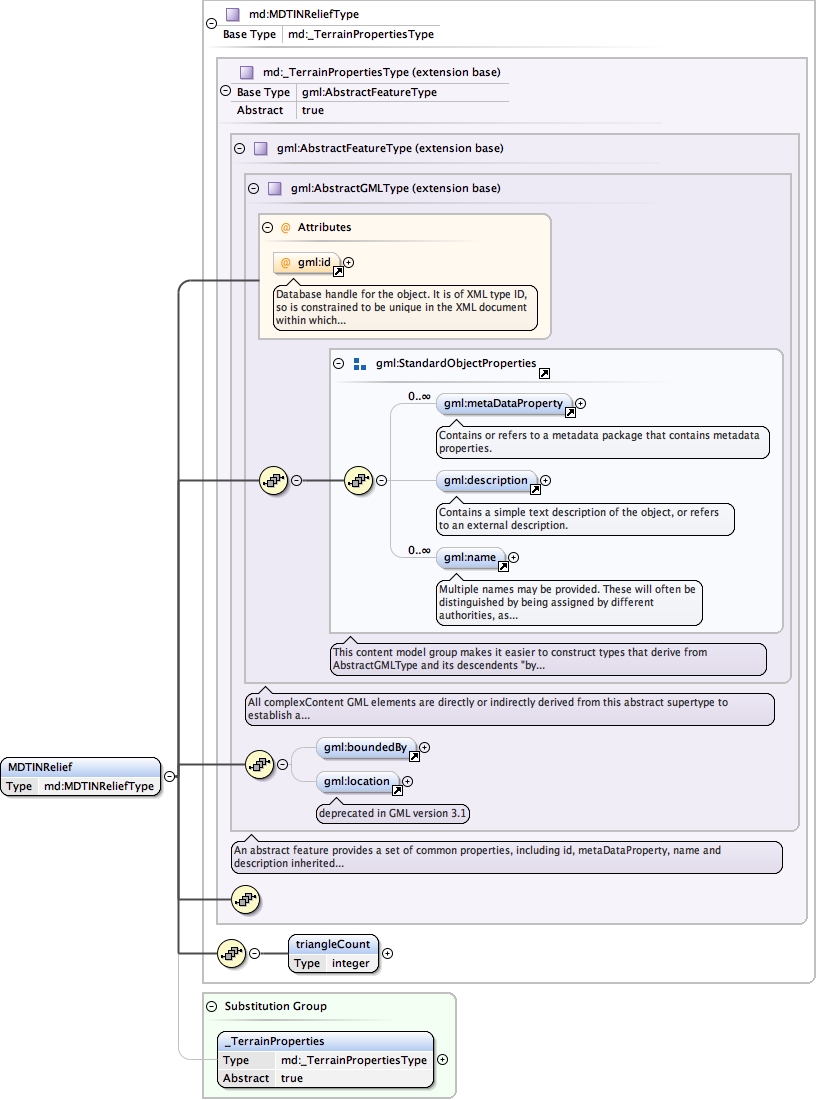 md:MDTINReliefType
Base Type md:_TerrainPropertiesType
md:_TerrainPropertiesType (extension base)
Base Type gml:AbstractFeatureType
Abstract true
gml:AbstractFeatureType (extension base)
gml:AbstractGMLType (extension base)
@ Attributes
@ gml:id
Database handle for the object. It is of XML type ID,
so is constrained to be unique in the XML document
within which...
gml:StandardObjectProperties
0..∞
gml:metaDataProperty
Contains or refers to a metadata package that contains metadata
properties.
gml:description
Contains a simple text description of the object, or refers
to an external description.
0..∞
gml:name
Multiple names may be provided. These will often be
distinguished by being assigned by different
authorities, as...
This content model group makes it easier to construct types that derive from
AbstractGMLType and its descendents "by...
All complexContent GML elements are directly or indirectly derived from this abstract supertype to
establish a...
gml:boundedBy
gml:location
deprecated in GML version 3.1
MDTINRelief
Type md:MDTINReliefType
An abstract feature provides a set of common properties, including id, metaDataProperty, name and
description inherited...
triangleCount
Type integer
Substitution Group
_TerrainProperties
Type md:_TerrainPropertiesType
Abstract true